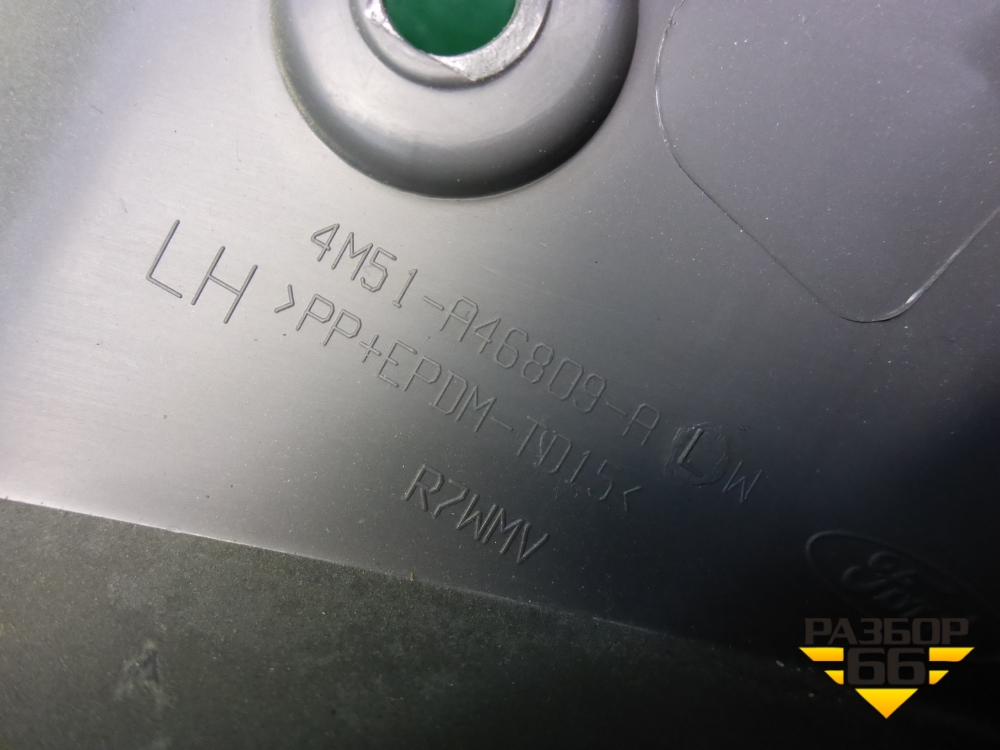 4M51-A46809-A L W
LH >PP+EPDM-TD15<
R7WMV
РАЗБОР
66